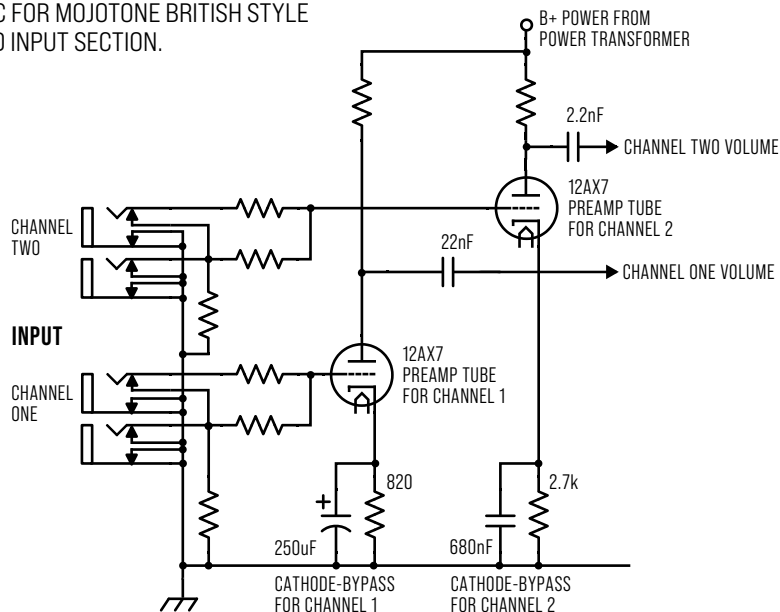 FOR MOJOTONE BRITISH STYLE
INPUT SECTION.
B+ POWER FROM
POWER TRANSFORMER
2.2nF
CHANNEL TWO VOLUME
12AX7
PREAMP TUBE
FOR CHANNEL 2
CHANNEL
TWO
22nF
CHANNEL ONE VOLUME
INPUT
12AX7
PREAMP TUBE
FOR CHANNEL 1
CHANNEL
ONE
820
2.7k
+
250uF
680nF
CATHODE-BYPASS
FOR CHANNEL 1
CATHODE-BYPASS
FOR CHANNEL 2